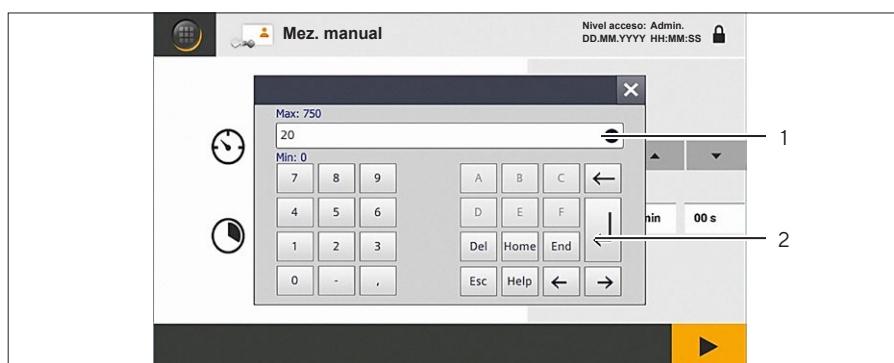 Mez. manual
Nivel acceso: Admin.
DD.MM.YYYY HH:MM:SS
Max: 750
20
1
Min: 0
7 8 9 A B C ←
4 5 6 D E F
min 00 s
1 2 3 Del Home End
2
0 - , Esc Help ← →